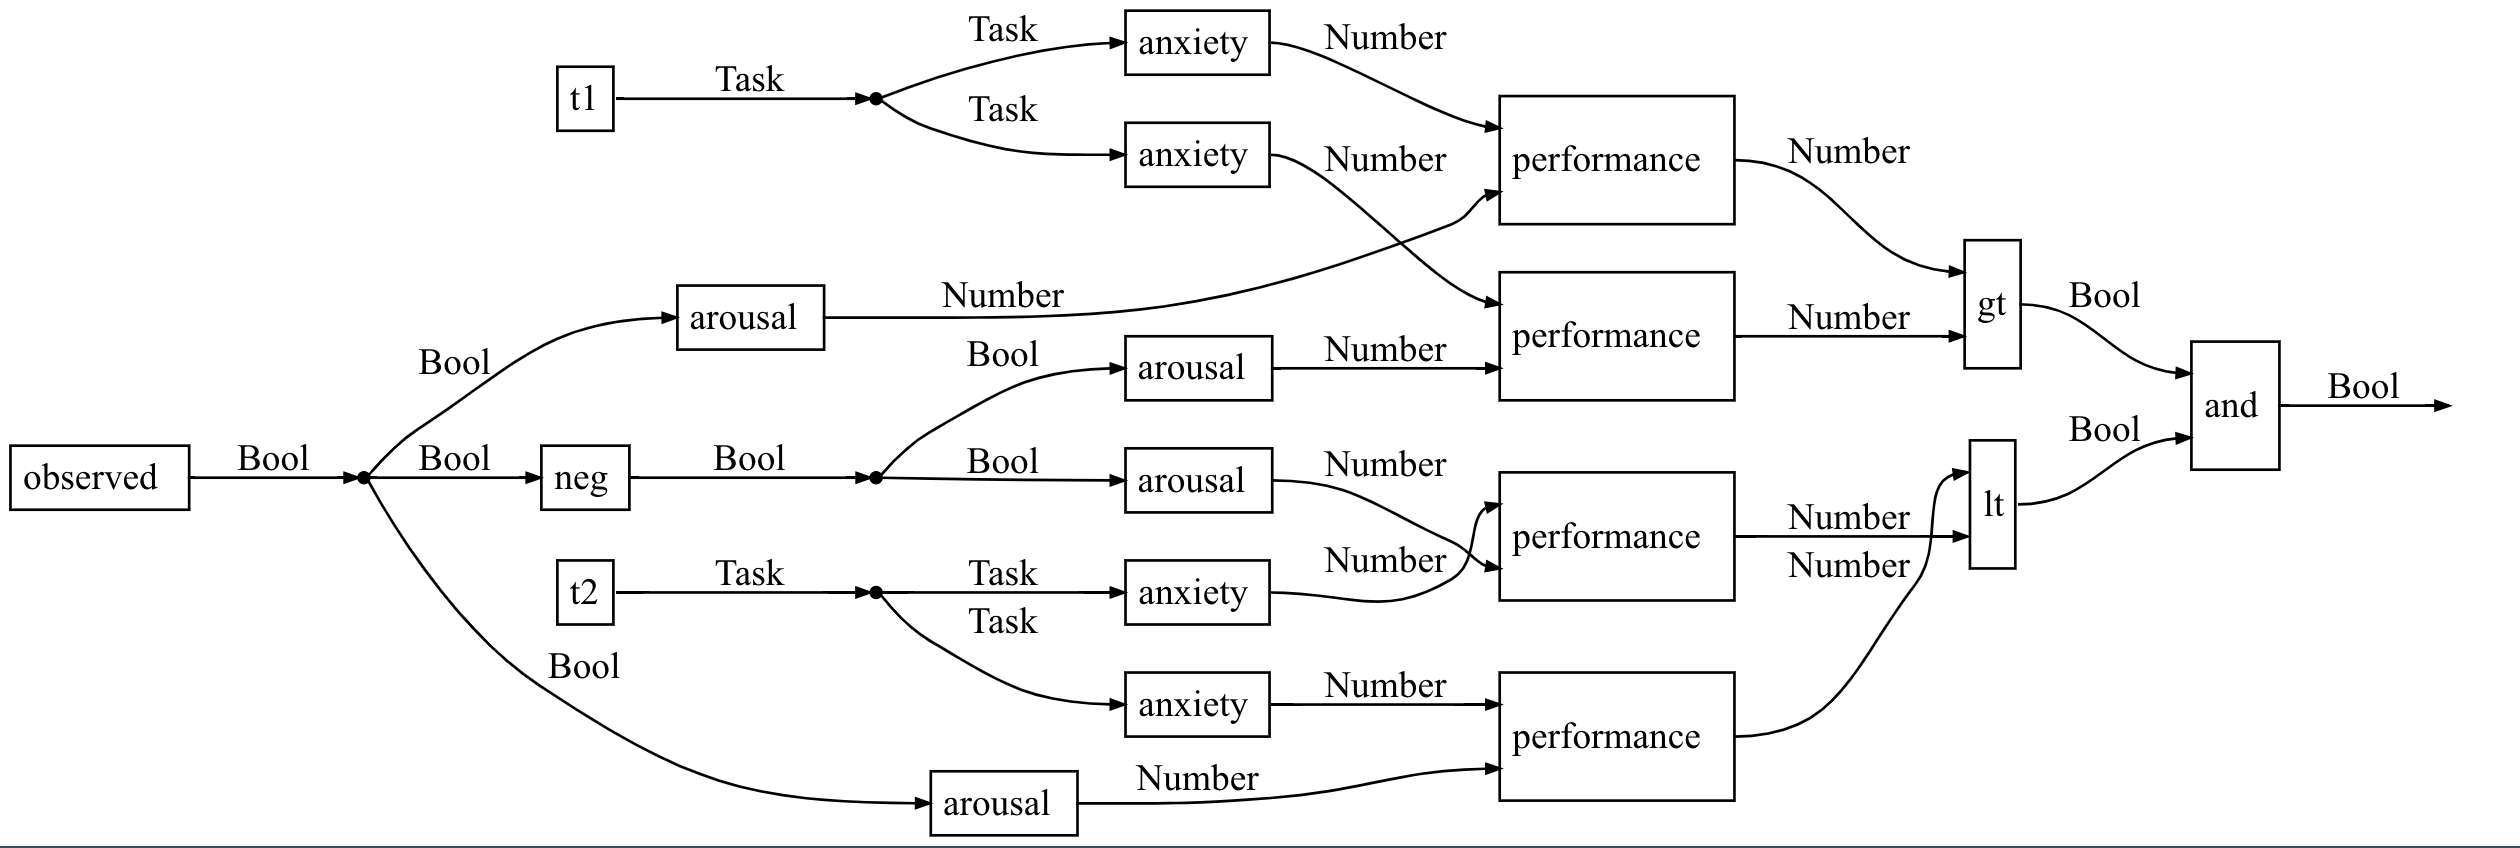 Task
anxiety
Number
t1
Task
Task
anxiety
Number
performance
Number
arousal
Number
Bool
Bool
arousal
Number
performance
Number
gt
Bool
observed
Bool
Bool
neg
Bool
Bool
arousal
Number
and
Bool
t2
Task
Task
anxiety
Number
performance
Number
Number
lt
Bool
Task
Bool
anxiety
Number
performance
arousal
Number